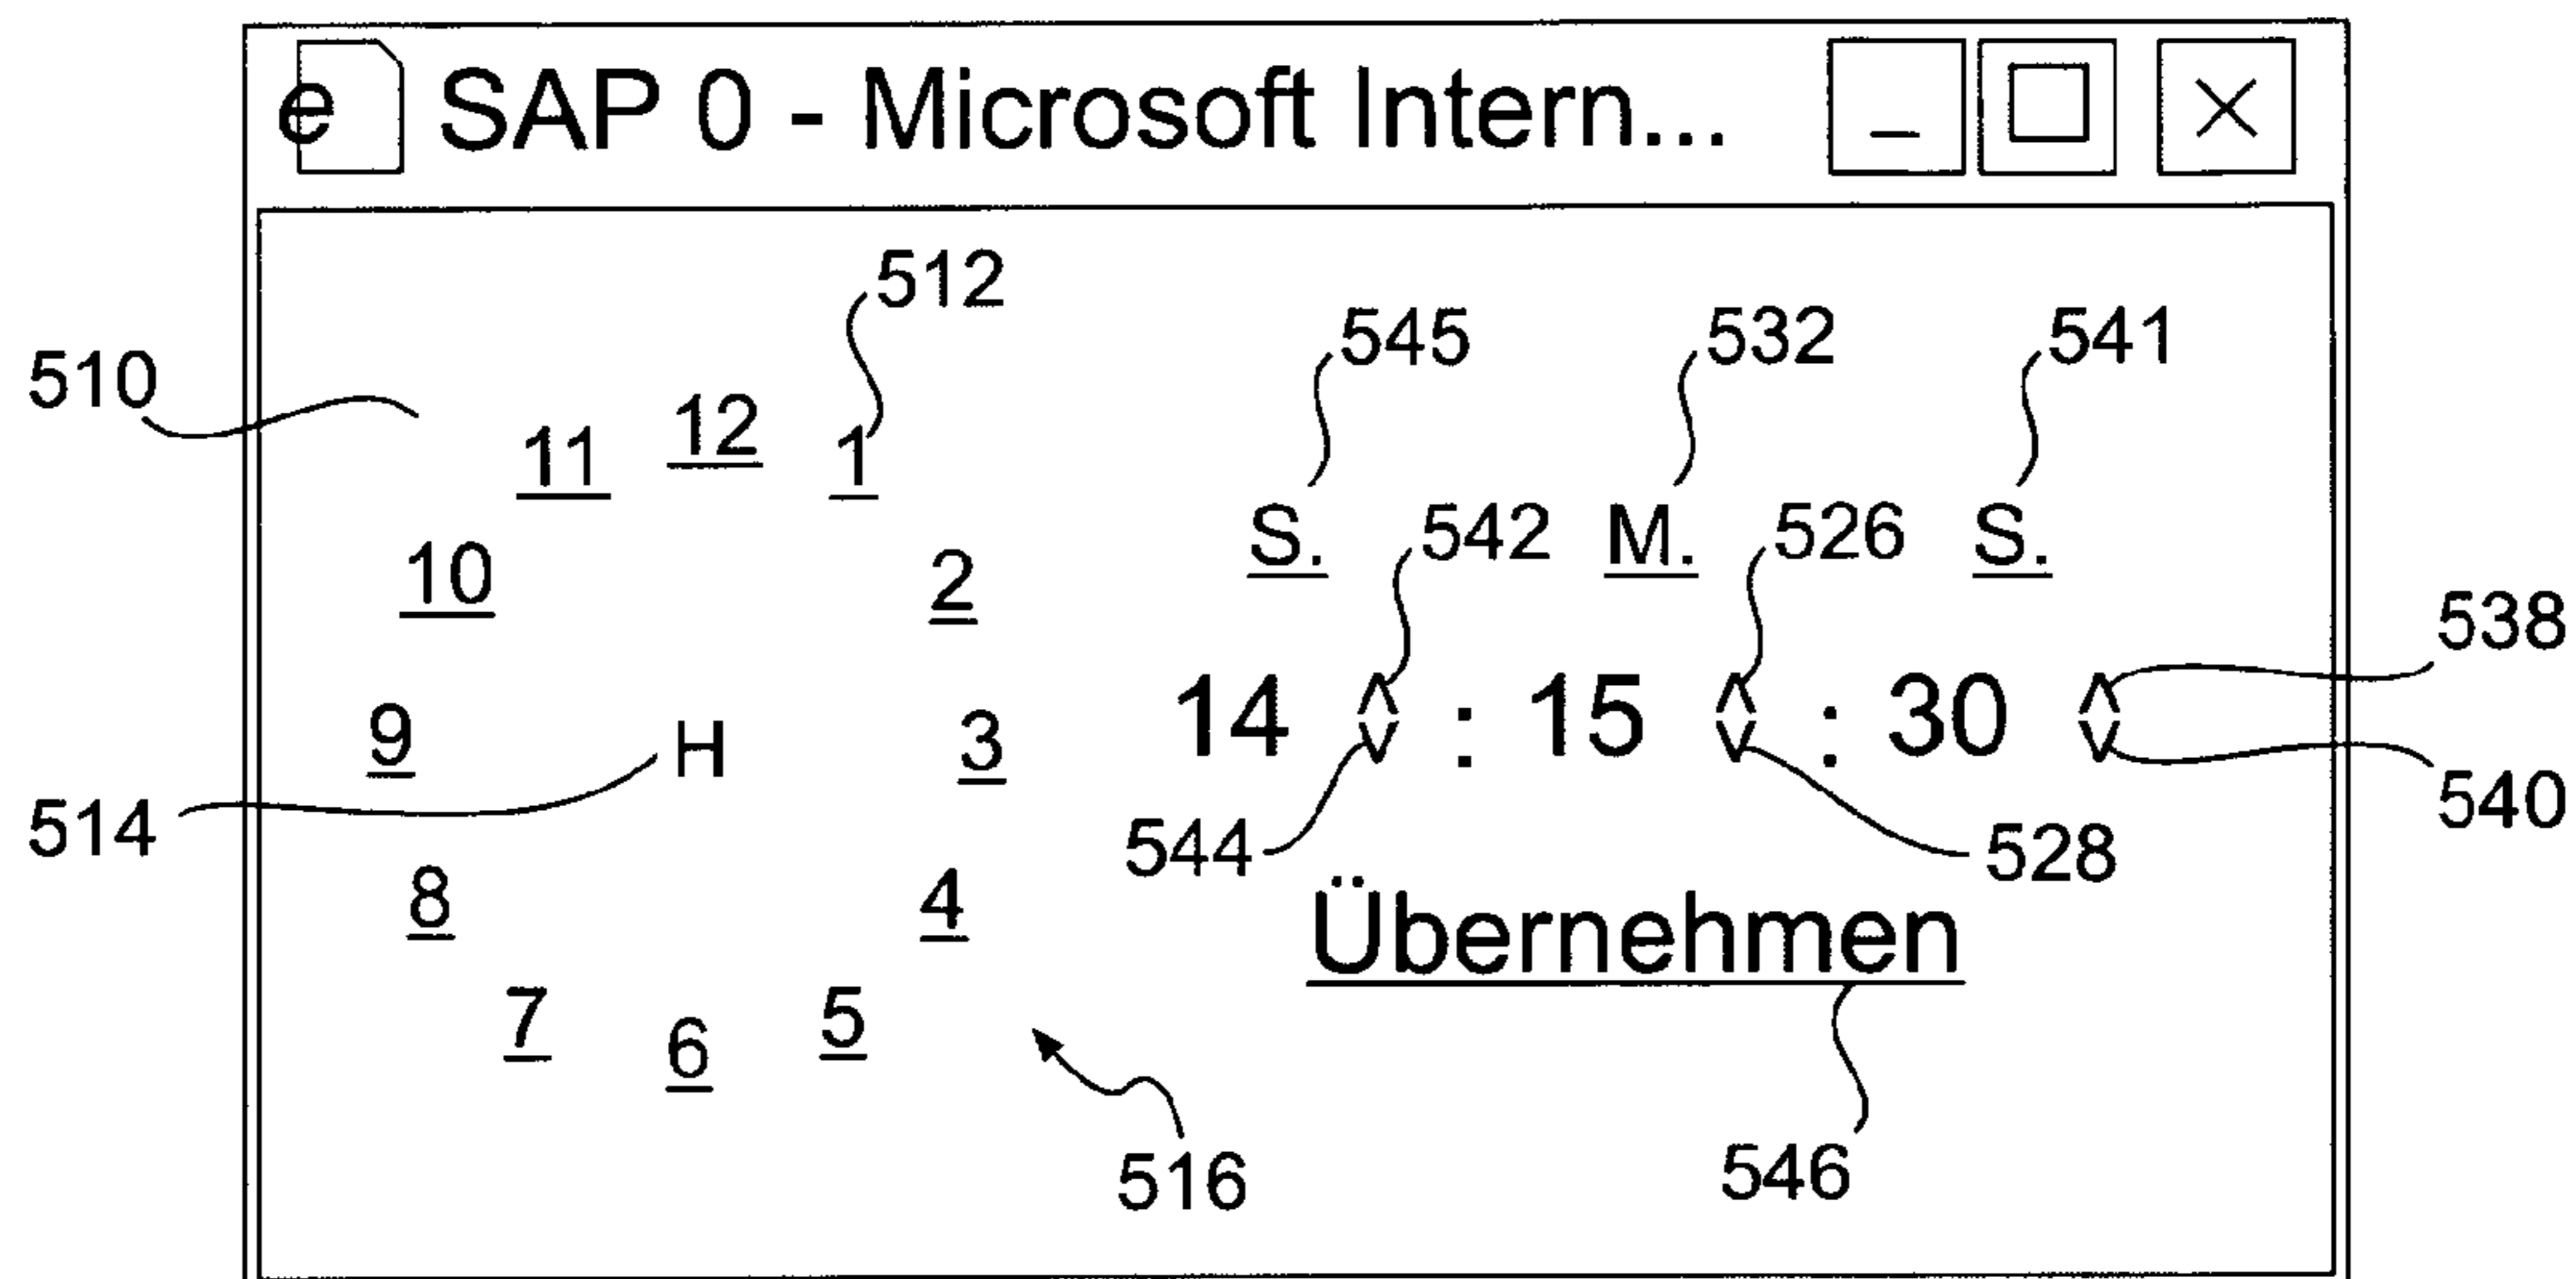 e SAP 0 - Microsoft Intern...
512
545 532 541
510
11 12 1
S. 542 M. 526 S.
10 2
538
9 H 3 14 : 15 : 30
514 544 528 540
8 4 Übernehmen
7 6 5
516 546